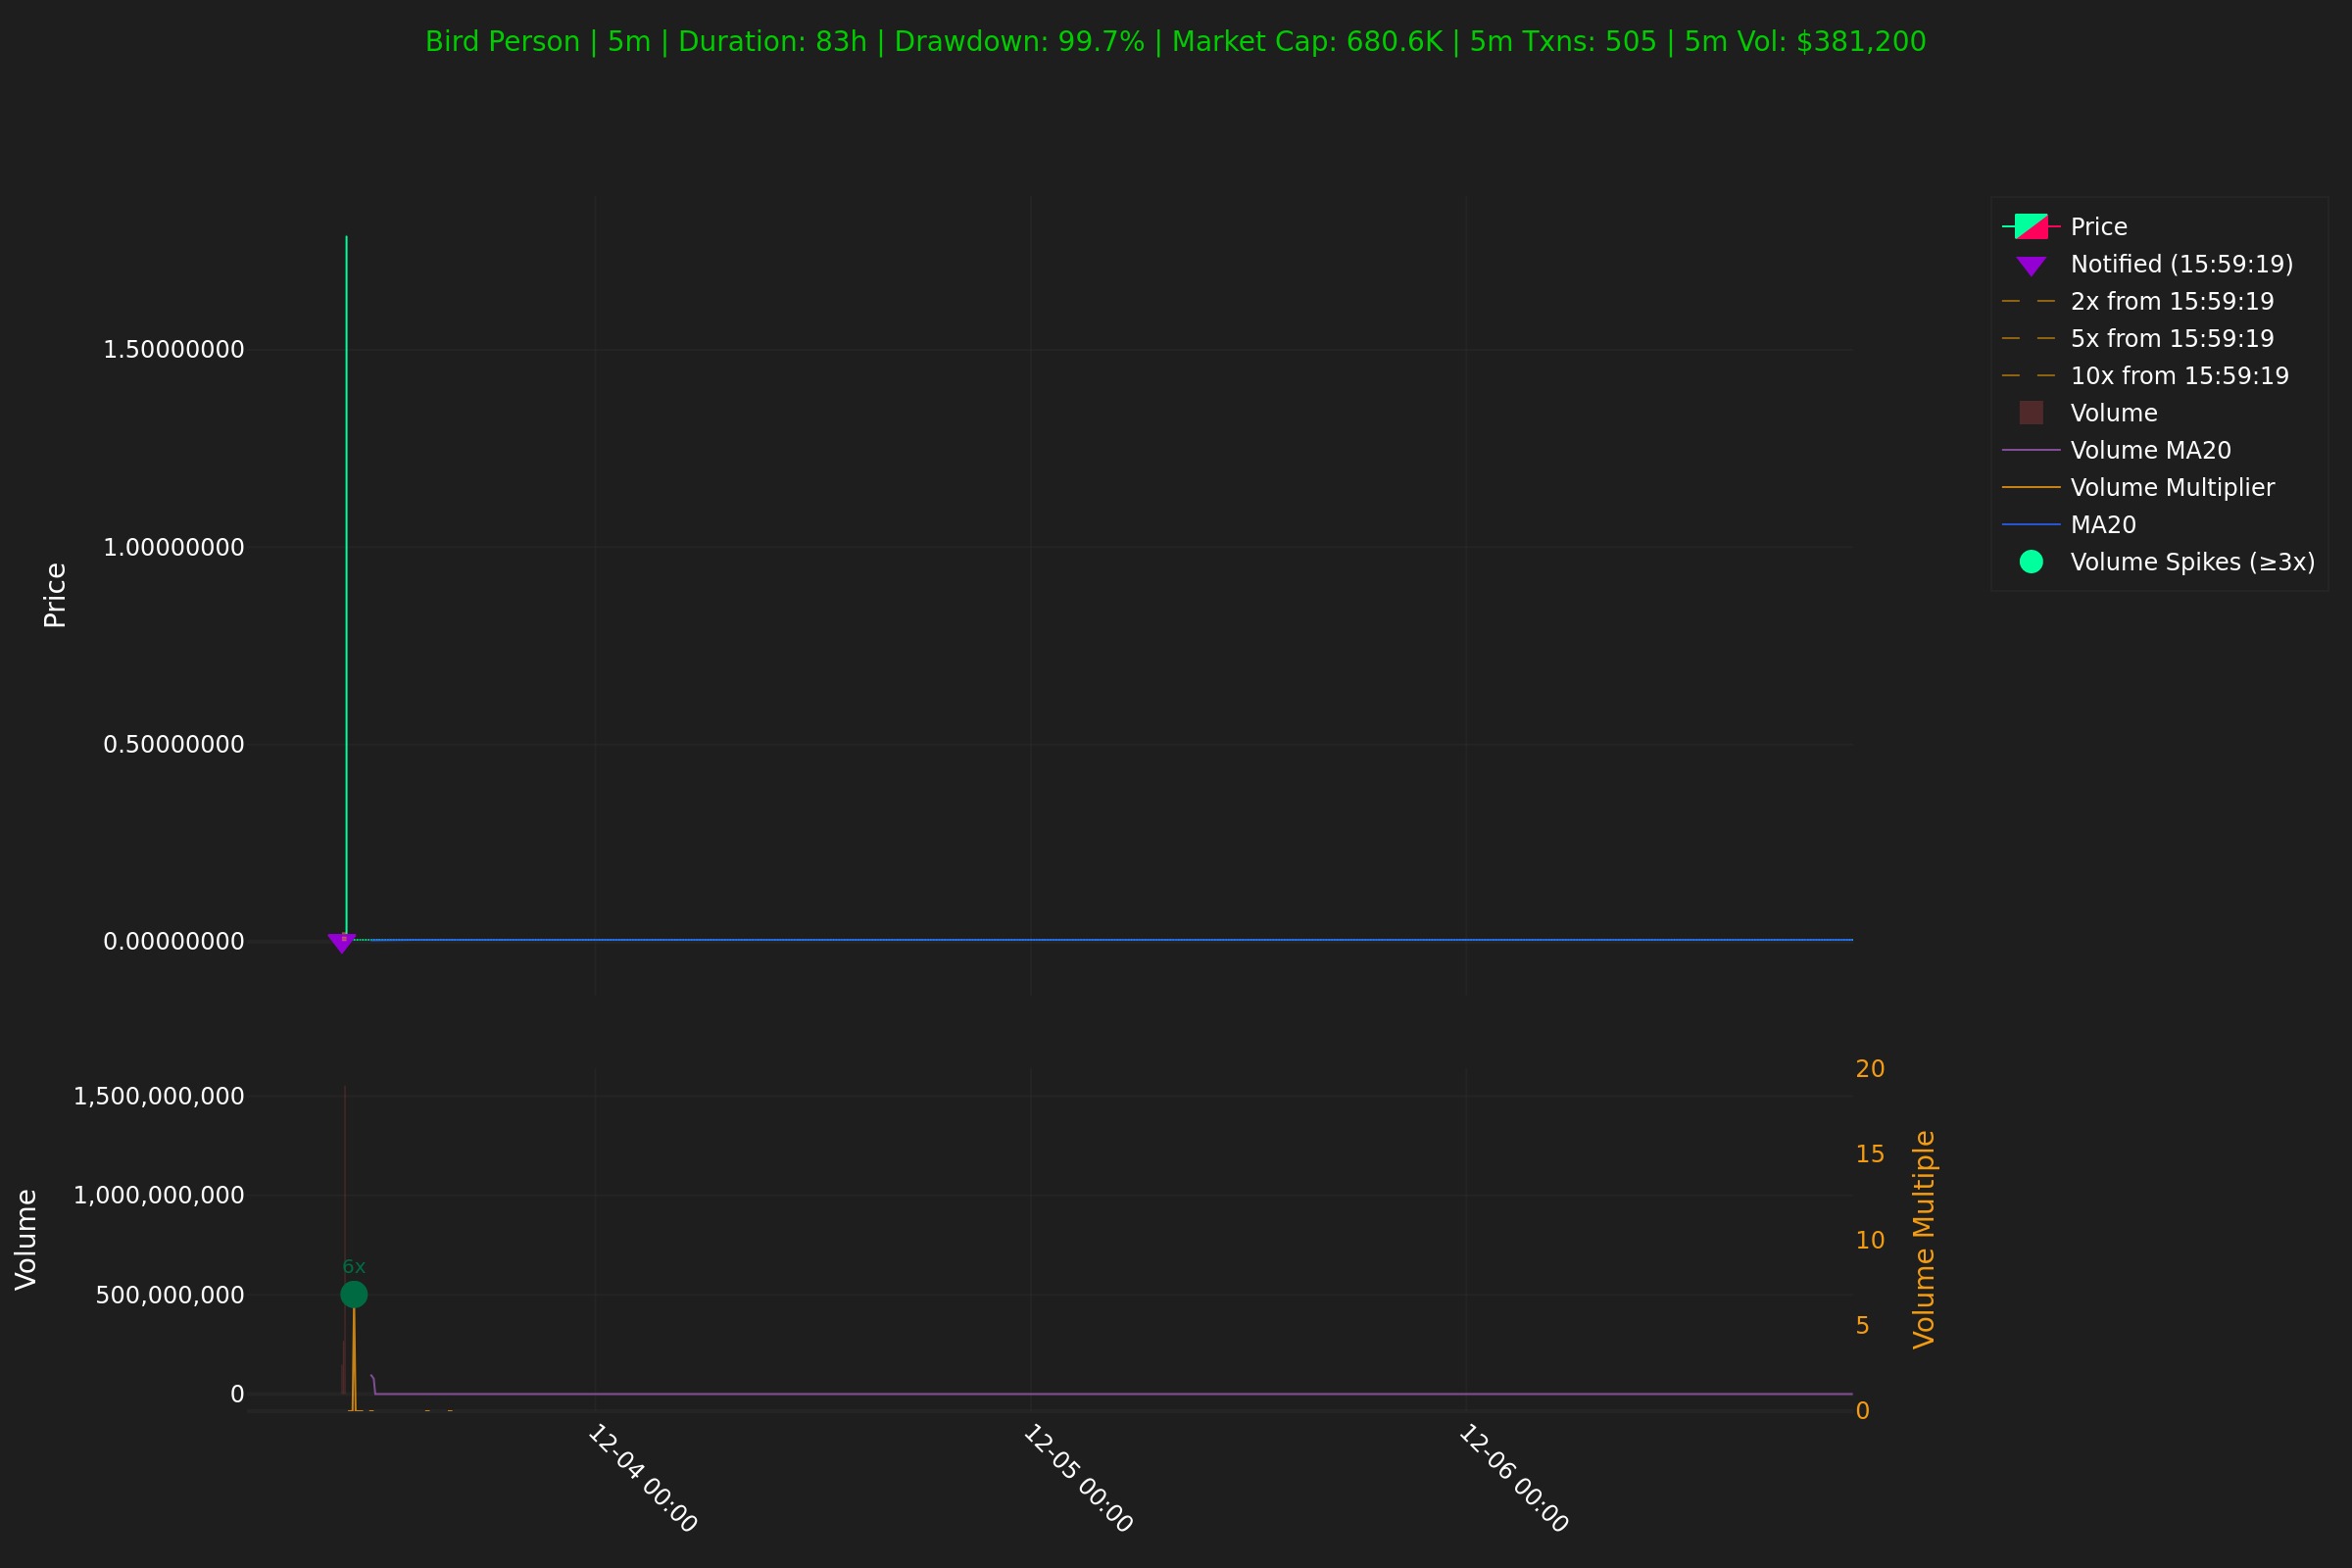 Bird Person | 5m | Duration: 83h | Drawdown: 99.7% | Market Cap: 680.6K | 5m Txns: 505 | 5m Vol: $381,200
Price
1.50000000
1.00000000
0.50000000
0.00000000
Price
Notified (15:59:19)
2x from 15:59:19
5x from 15:59:19
10x from 15:59:19
Volume
Volume MA20
Volume Multiplier
MA20
Volume Spikes (≥3x)
Volume
1,500,000,000
1,000,000,000
500,000,000
0
6x
20
15
10
5
0
Volume Multiple
12-04 00:00
12-05 00:00
12-06 00:00